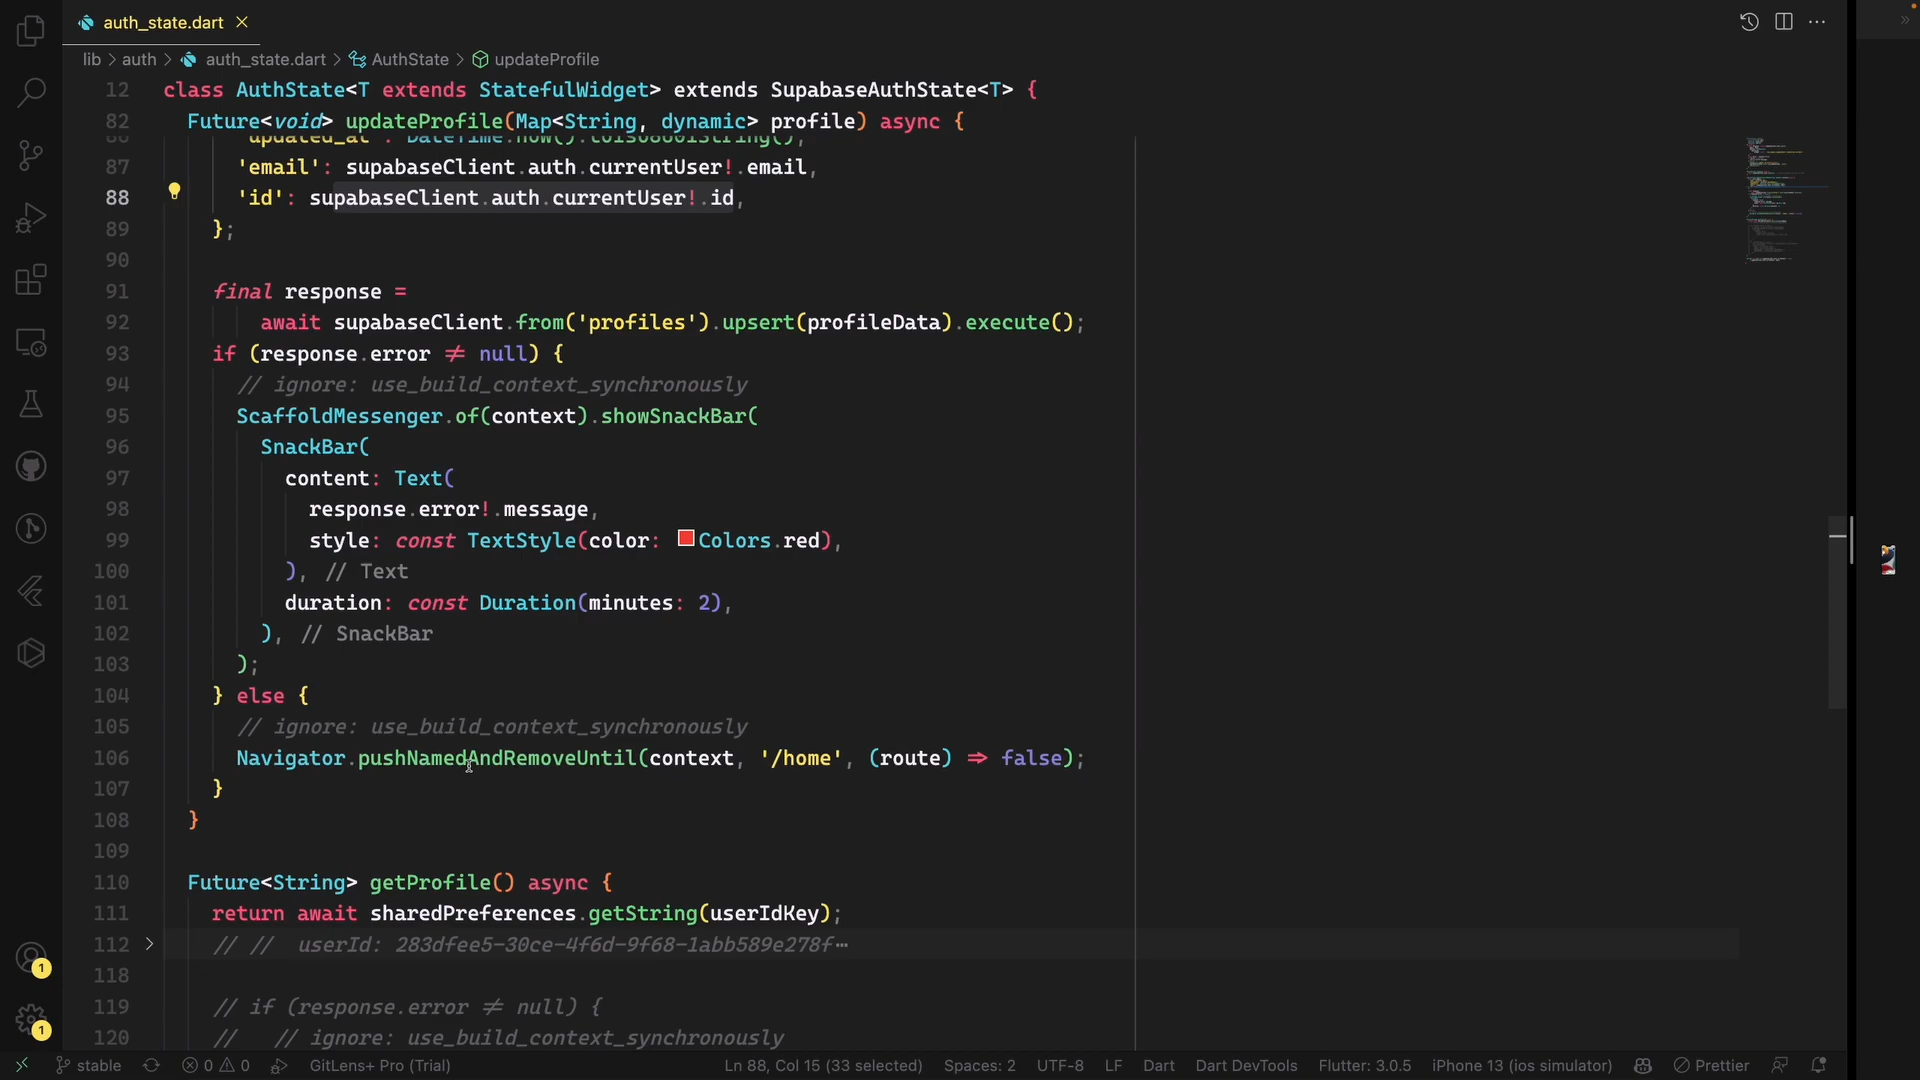 auth_state.dart
lib > auth > auth_state.dart > AuthState > updateProfile
12 class AuthState<T extends StatefulWidget> extends SupabaseAuthState<T> {
82 Future<void> updateProfile(Map<String, dynamic> profile) async {
86 'updated_at': DateTime.now().toIso8601String(),
87 'email': supabaseClient.auth.currentUser!.email,
88 'id': supabaseClient.auth.currentUser!.id,
89 };
90
91 final response =
92 await supabaseClient.from('profiles').upsert(profileData).execute();
93 if (response.error != null) {
94 // ignore: use_build_context_synchronously
95 ScaffoldMessenger.of(context).showSnackBar(
96 SnackBar(
97 content: Text(
98 response.error!.message,
99 style: const TextStyle(color: Colors.red),
100 ), // Text
101 duration: const Duration(minutes: 2),
102 ), // SnackBar
103 );
104 } else {
105 // ignore: use_build_context_synchronously
106 Navigator.pushNamedAndRemoveUntil(context, '/home', (route) => false);
107 }
108 }
109
110 Future<String> getProfile() async {
111 return await sharedPreferences.getString(userIdKey);
112 // // userId: 283dfee5-30ce-4f6d-9f68-1abb589e278f…
118
119 // if (response.error != null) {
120 // // ignore: use_build_context_synchronously
1
1
stable 0 0 GitLens+ Pro (Trial) Ln 88, Col 15 (33 selected) Spaces: 2 UTF-8 LF Dart Dart DevTools Flutter: 3.0.5 iPhone 13 (ios simulator) Prettier